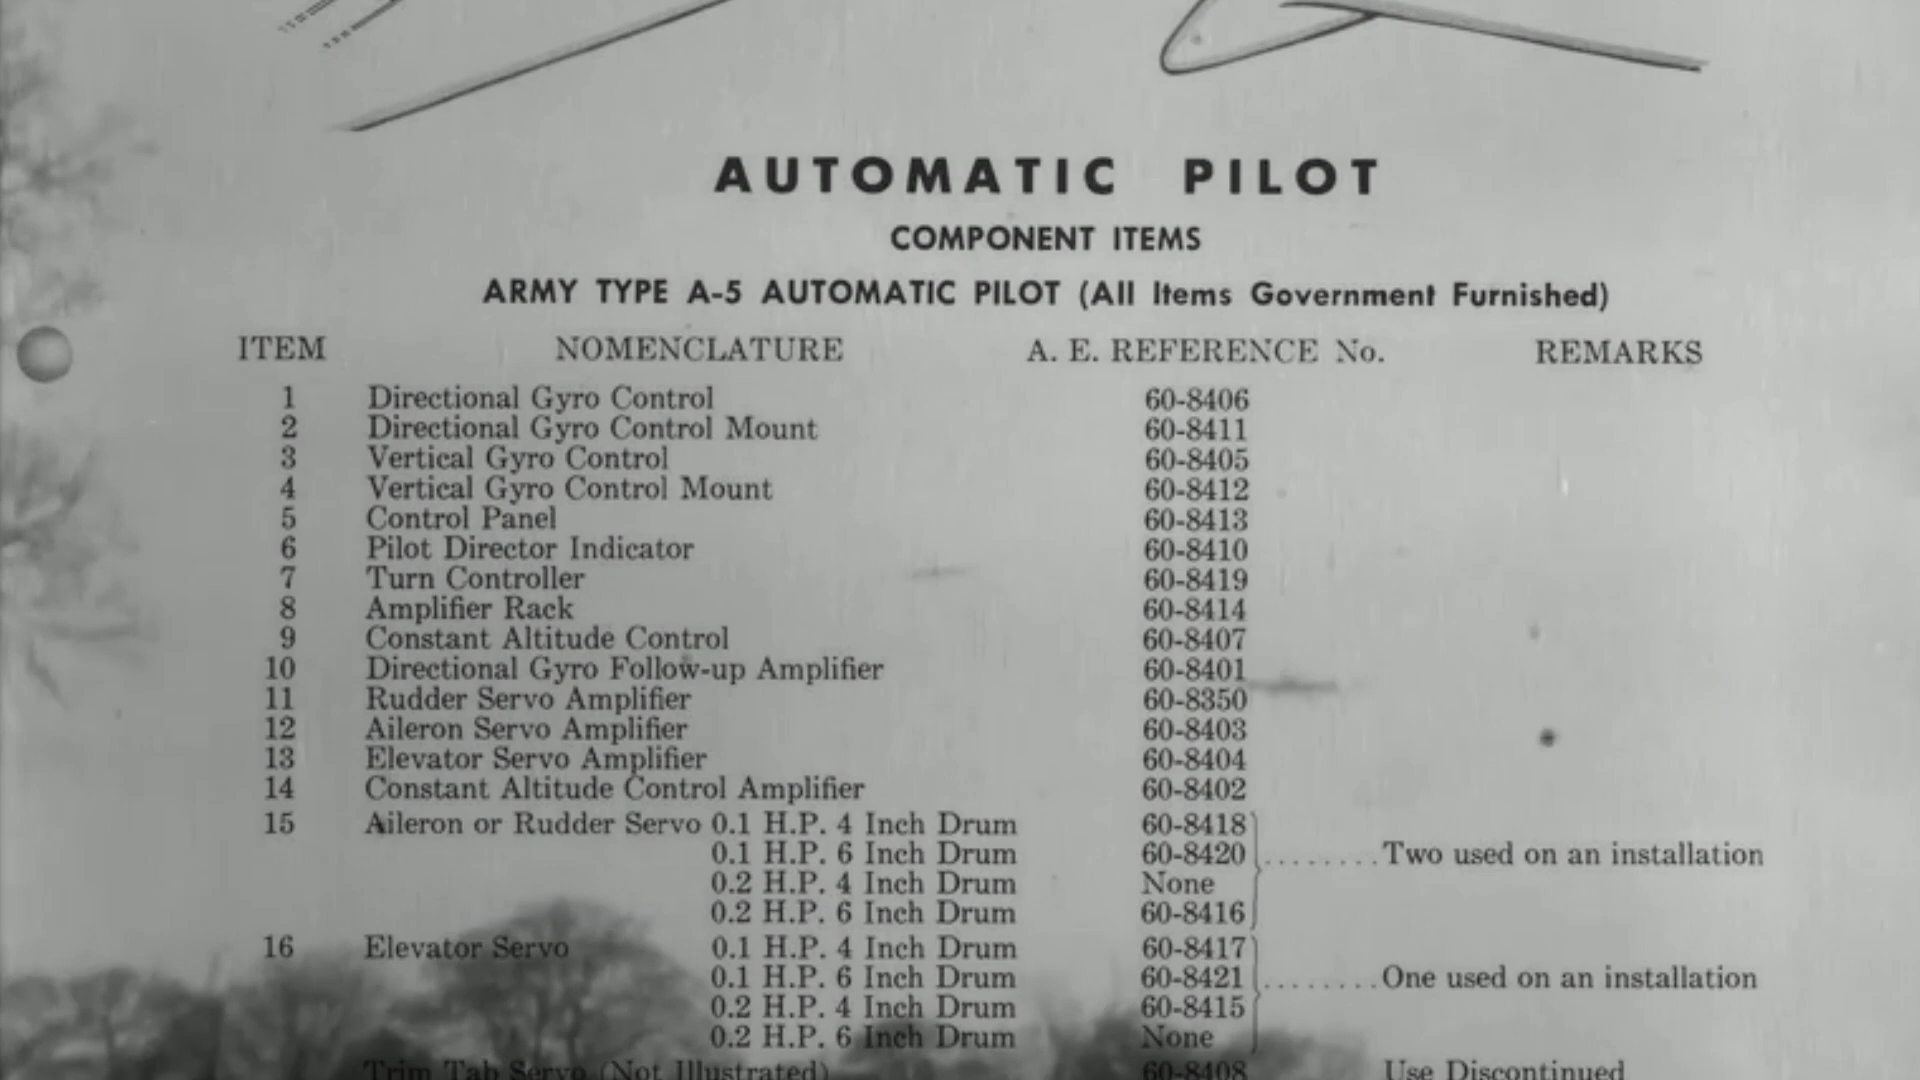 AUTOMATIC PILOT
COMPONENT ITEMS
ARMY TYPE A-5 AUTOMATIC PILOT (All Items Government Furnished)
ITEM NOMENCLATURE A. E. REFERENCE No. REMARKS
1 Directional Gyro Control 60-8406
2 Directional Gyro Control Mount 60-8411
3 Vertical Gyro Control 60-8405
4 Vertical Gyro Control Mount 60-8412
5 Control Panel 60-8413
6 Pilot Director Indicator 60-8410
7 Turn Controller 60-8419
8 Amplifier Rack 60-8414
9 Constant Altitude Control 60-8407
10 Directional Gyro Follow-up Amplifier 60-8401
11 Rudder Servo Amplifier 60-8350
12 Aileron Servo Amplifier 60-8403
13 Elevator Servo Amplifier 60-8404
14 Constant Altitude Control Amplifier 60-8402
15 Aileron or Rudder Servo 0.1 H.P. 4 Inch Drum 60-8418
0.1 H.P. 6 Inch Drum 60-8420 ........Two used on an installation
0.2 H.P. 4 Inch Drum None
0.2 H.P. 6 Inch Drum 60-8416
16 Elevator Servo 0.1 H.P. 4 Inch Drum 60-8417
0.1 H.P. 6 Inch Drum 60-8421 ........One used on an installation
0.2 H.P. 4 Inch Drum 60-8415
0.2 H.P. 6 Inch Drum None
Trim Tab Servo (Not Illustrated) 60-8408 Use Discontinued